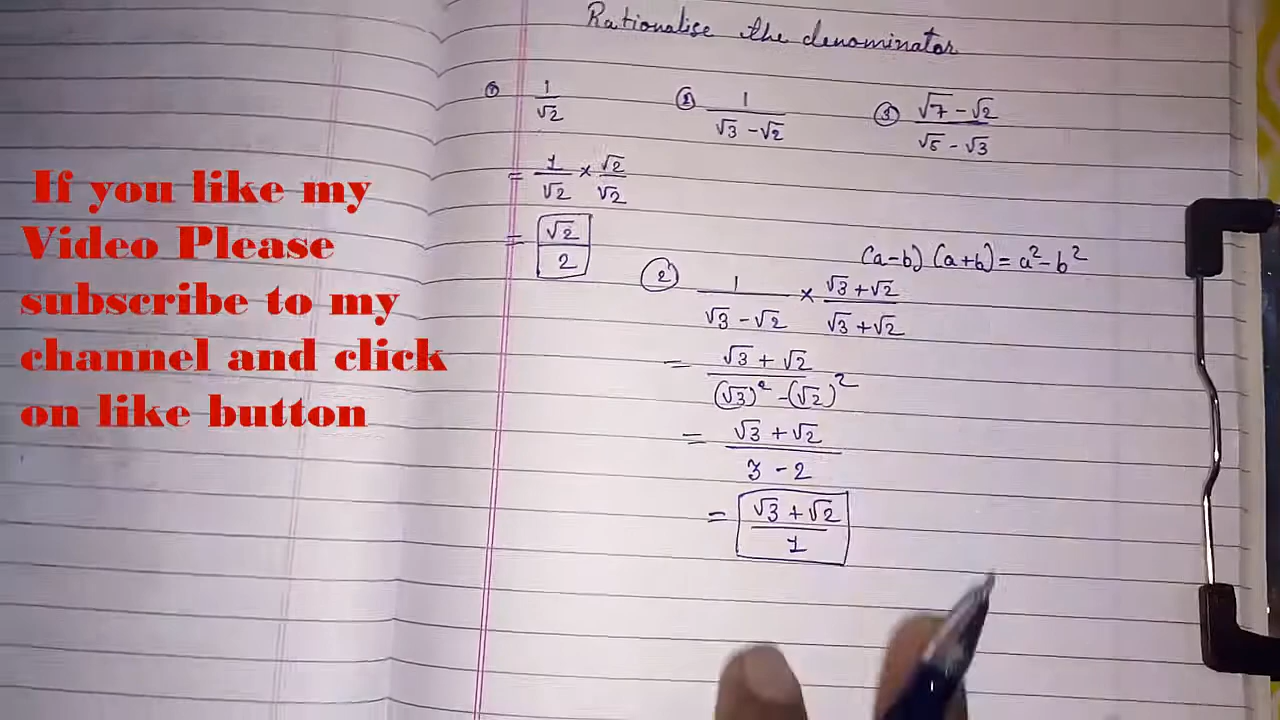 Rationalise the denominator
① 1/√2 ② 1/(√3 - √2) ③ (√7 - √2)/(√5 - √3)
= 1/√2 × √2/√2
= √2/2
(a-b) (a+b) = a² - b²
② 1/(√3 - √2) × (√3 + √2)/(√3 + √2)
= (√3 + √2)/((√3)² - (√2)²)
= (√3 + √2)/(3 - 2)
= (√3 + √2)/1
If you like my
Video Please
subscribe to my
channel and click
on like button